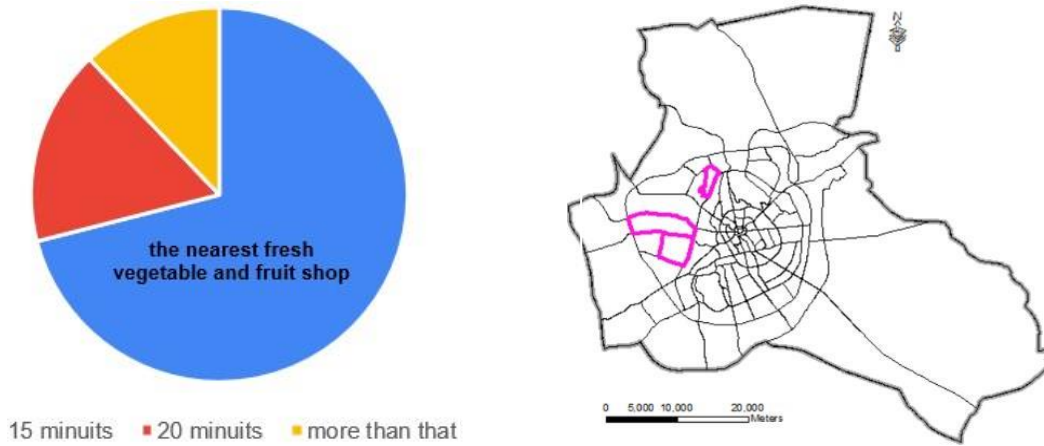 the nearest fresh
vegetable and fruit shop
15 minuits 20 minuits more than that
N
0 5,000 10,000 20,000
Meters